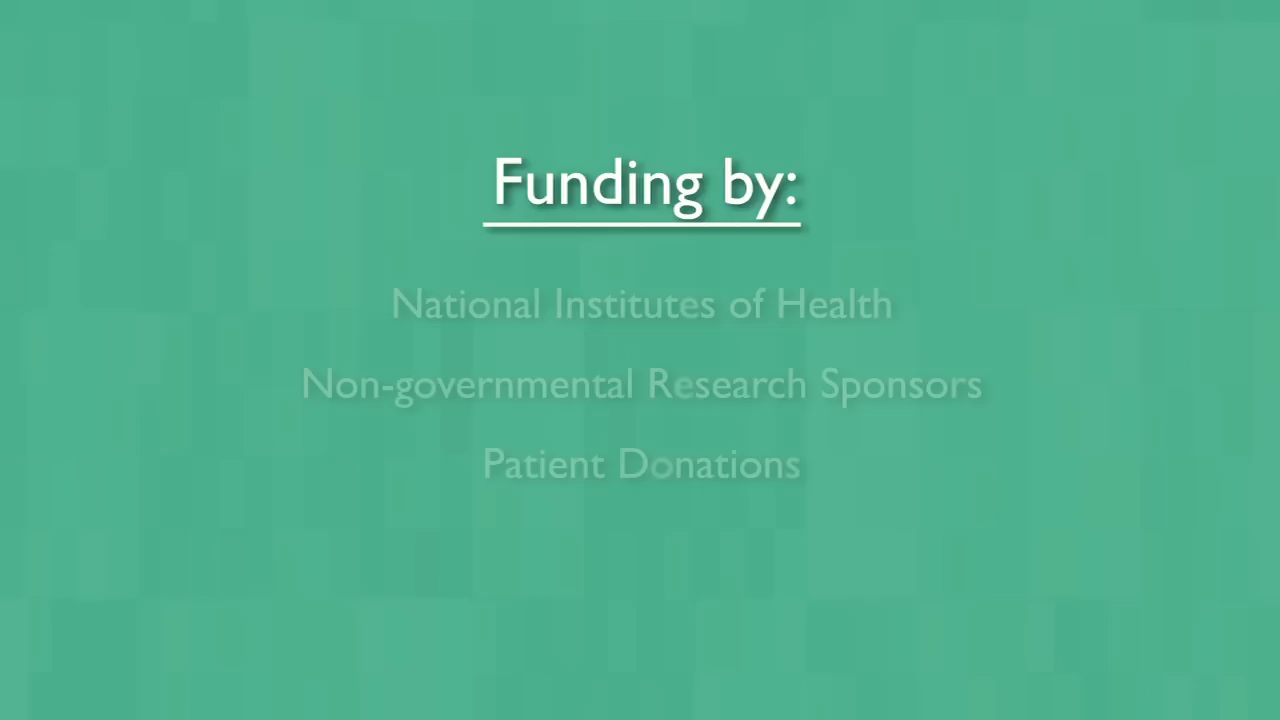 Funding by:
National Institutes of Health
Non-governmental Research Sponsors
Patient Donations